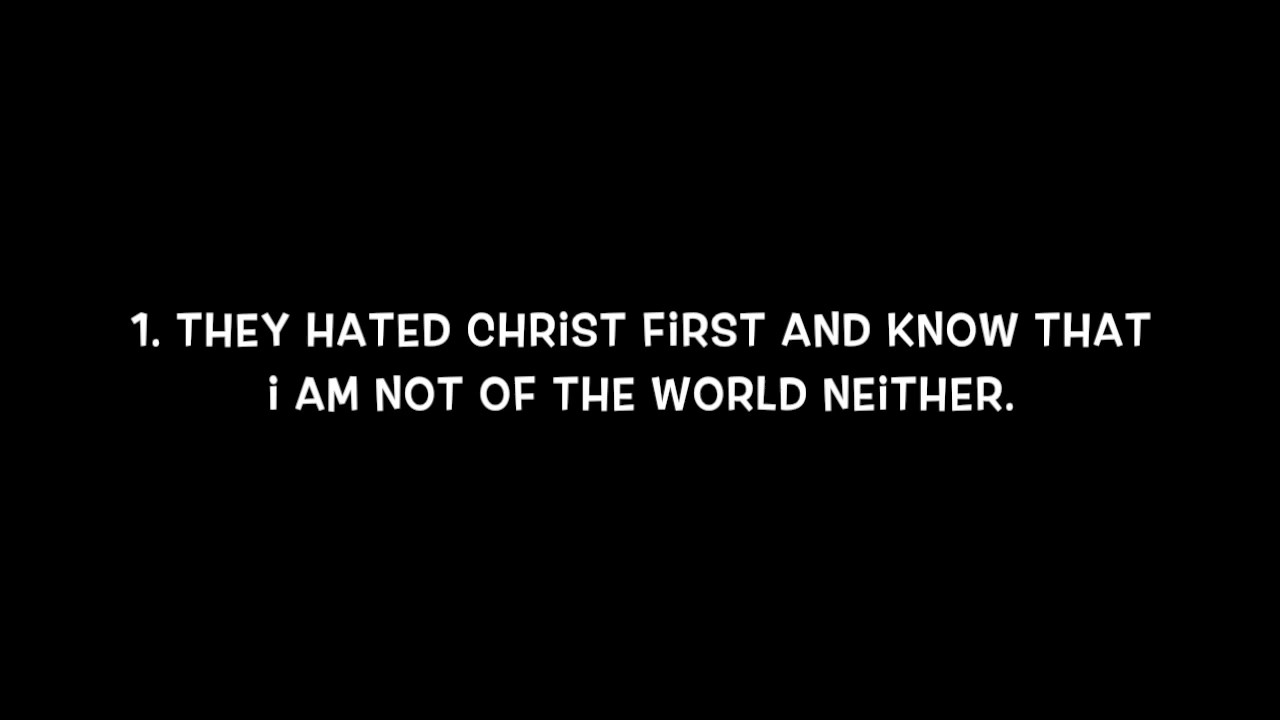 1. THEY HATED CHRiST FiRST AND KNOW THAT
i AM NOT OF THE WORLD NEiTHER.